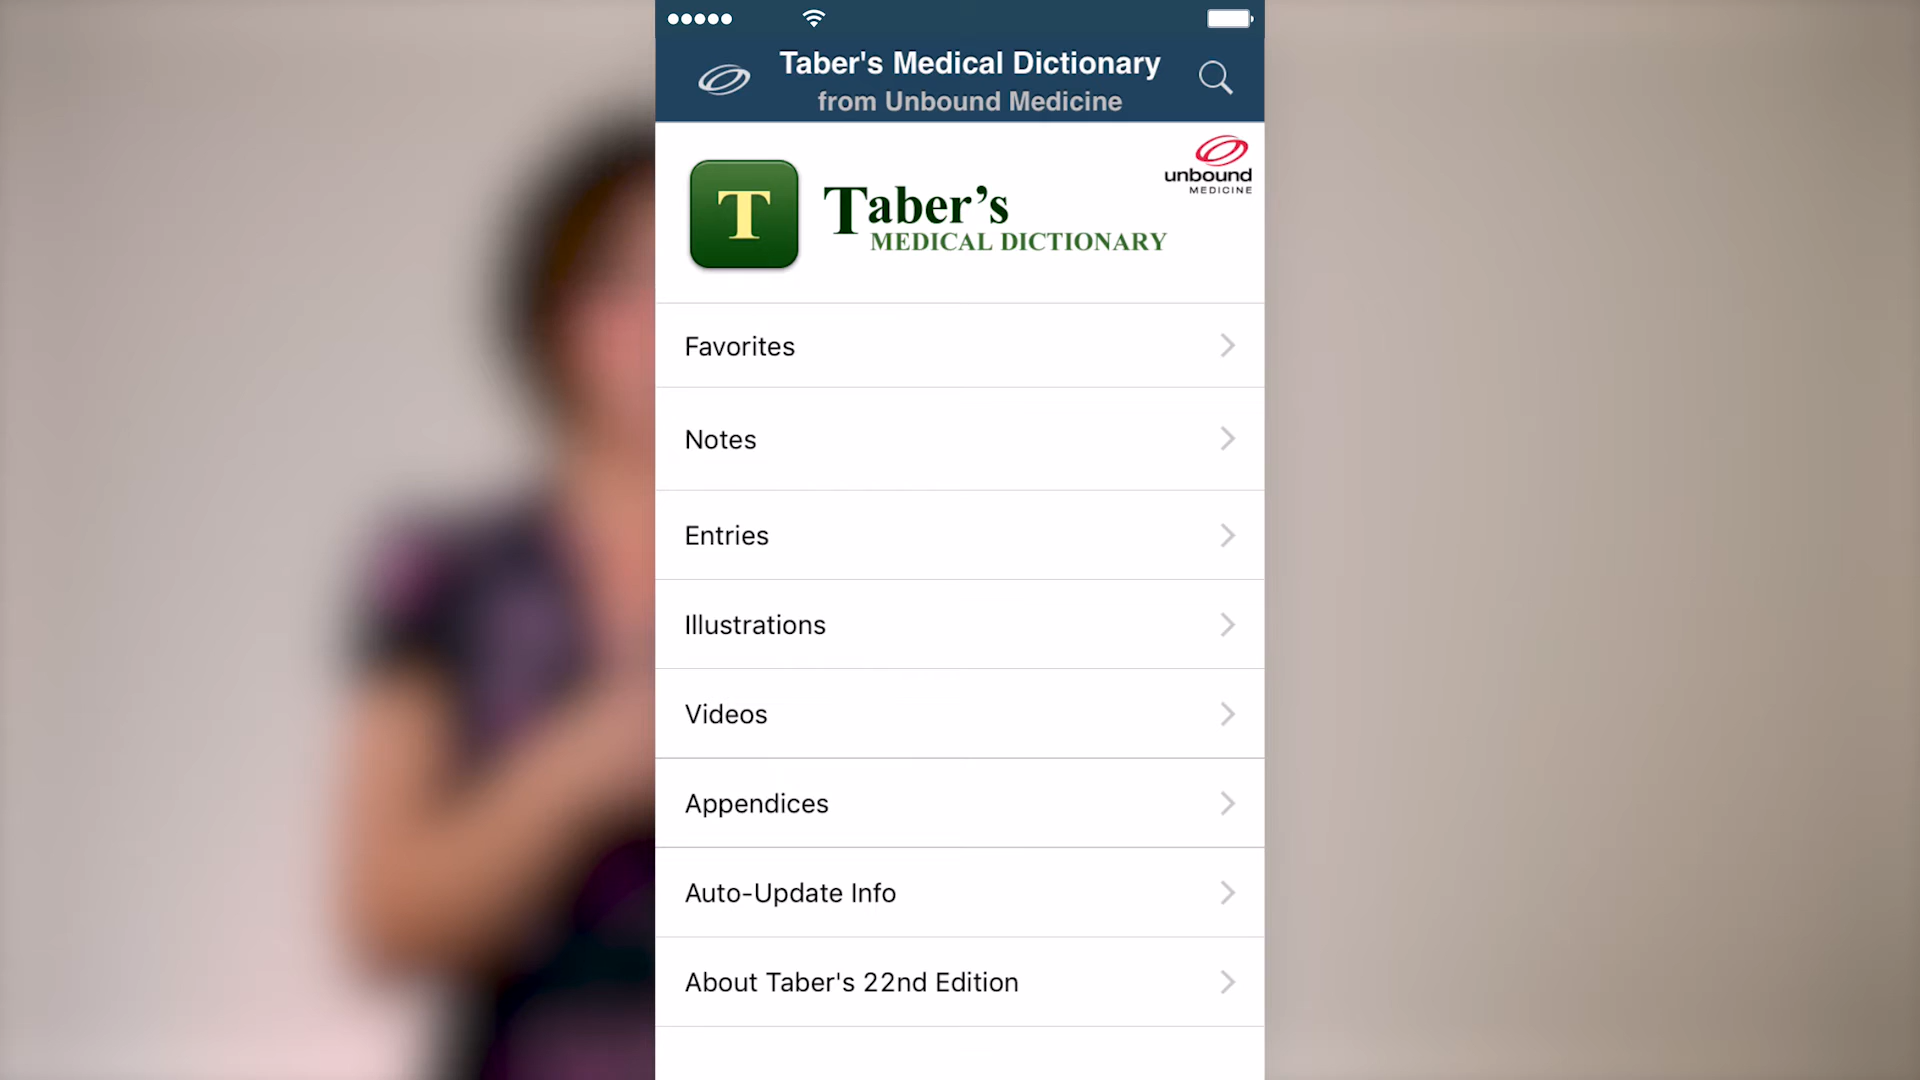 Taber's Medical Dictionary
from Unbound Medicine
unbound
MEDICINE
T
Taber's
MEDICAL DICTIONARY
Favorites
Notes
Entries
Illustrations
Videos
Appendices
Auto-Update Info
About Taber's 22nd Edition